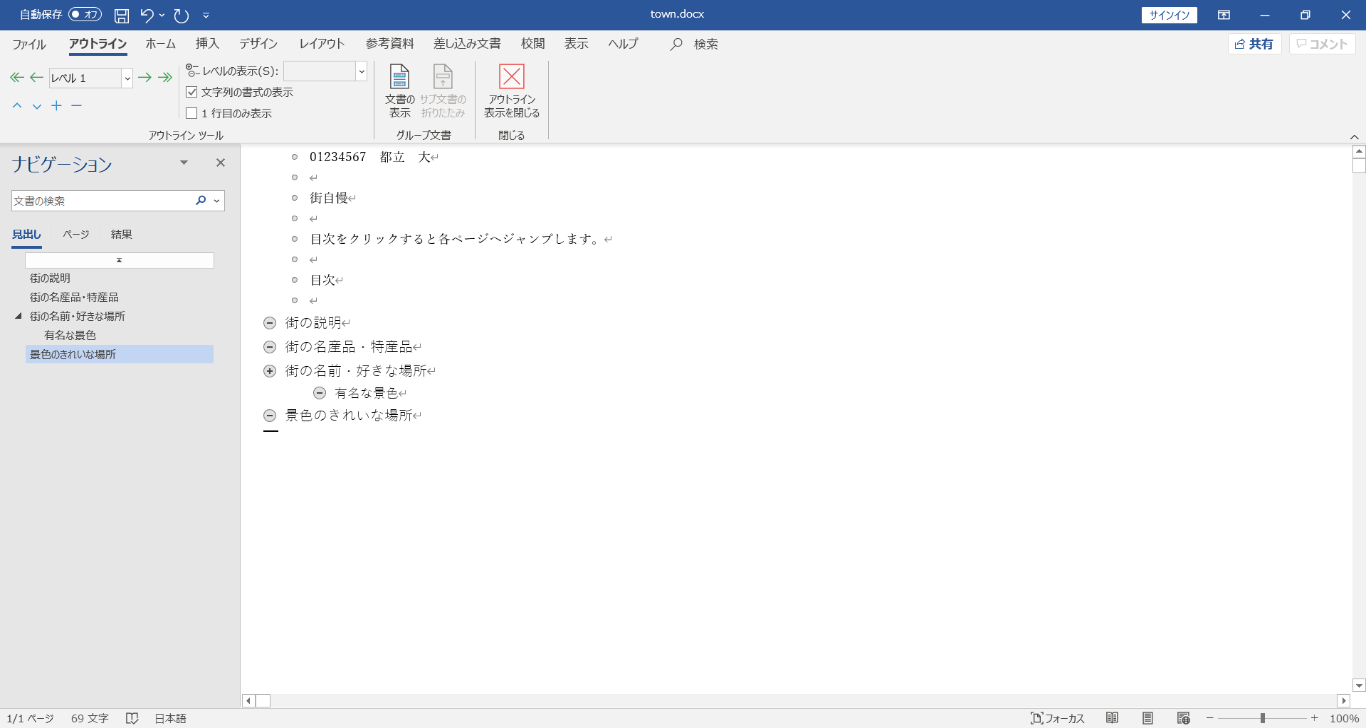 自動保存 オフ town.docx サインイン
ファイル アウトライン ホーム 挿入 デザイン レイアウト 参考資料 差し込み文書 校閲 表示 ヘルプ 検索 共有 コメント
レベル 1
レベルの表示(S):
文字列の書式の表示
1 行目のみ表示
アウトライン ツール
文書の表示
サブ文書の折りたたみ
グループ文書
アウトライン表示を閉じる
閉じる
ナビゲーション
文書の検索
見出し ページ 結果
街の説明
街の名産品・特産品
街の名前・好きな場所
有名な景色
景色のきれいな場所
01234567 都立 大↵
↵
街自慢↵
↵
目次をクリックすると各ページへジャンプします。↵
↵
目次↵
↵
街の説明↵
街の名産品・特産品↵
街の名前・好きな場所↵
有名な景色↵
景色のきれいな場所↵
1/1 ページ 69 文字 日本語 フォーカス 100%